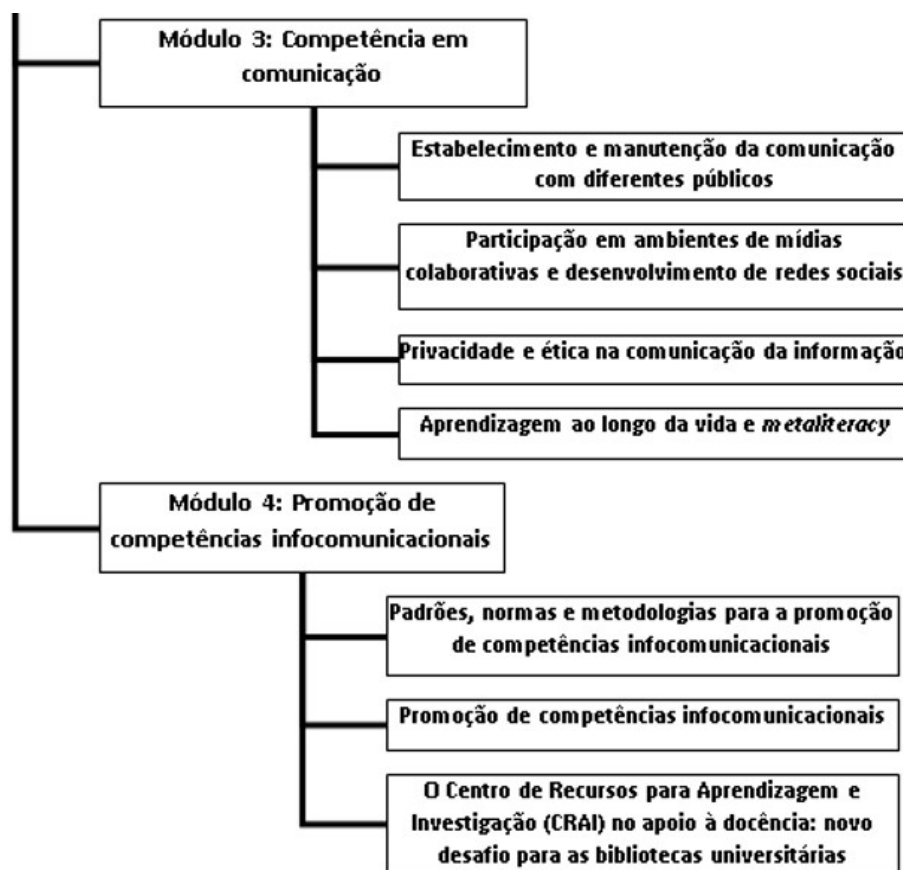 Módulo 3: Competência em
comunicação
Estabelecimento e manutenção da comunicação
com diferentes públicos
Participação em ambientes de mídias
colaborativas e desenvolvimento de redes sociais
Privacidade e ética na comunicação da informação
Aprendizagem ao longo da vida e metaliteracy
Módulo 4: Promoção de
competências infocomunicacionais
Padrões, normas e metodologias para a promoção
de competências infocomunicacionais
Promoção de competências infocomunicacionais
O Centro de Recursos para Aprendizagem e
Investigação (CRAI) no apoio à docência: novo
desafio para as bibliotecas universitárias